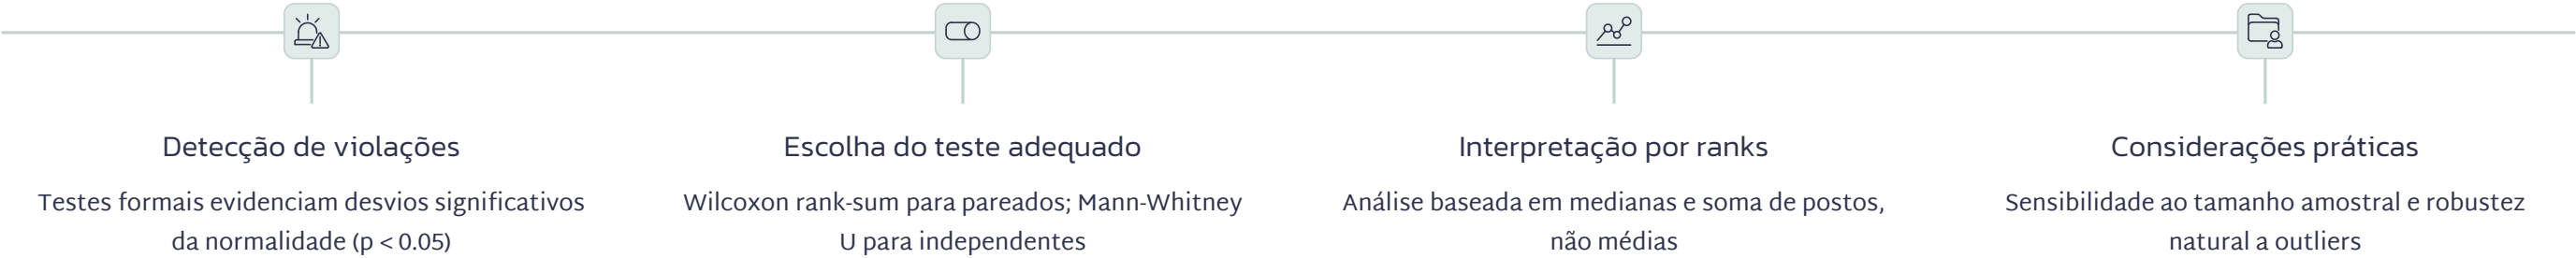 Detecção de violações
Testes formais evidenciam desvios significativos
da normalidade (p < 0.05)
Escolha do teste adequado
Wilcoxon rank-sum para pareados; Mann-Whitney
U para independentes
Interpretação por ranks
Análise baseada em medianas e soma de postos,
não médias
Considerações práticas
Sensibilidade ao tamanho amostral e robustez
natural a outliers